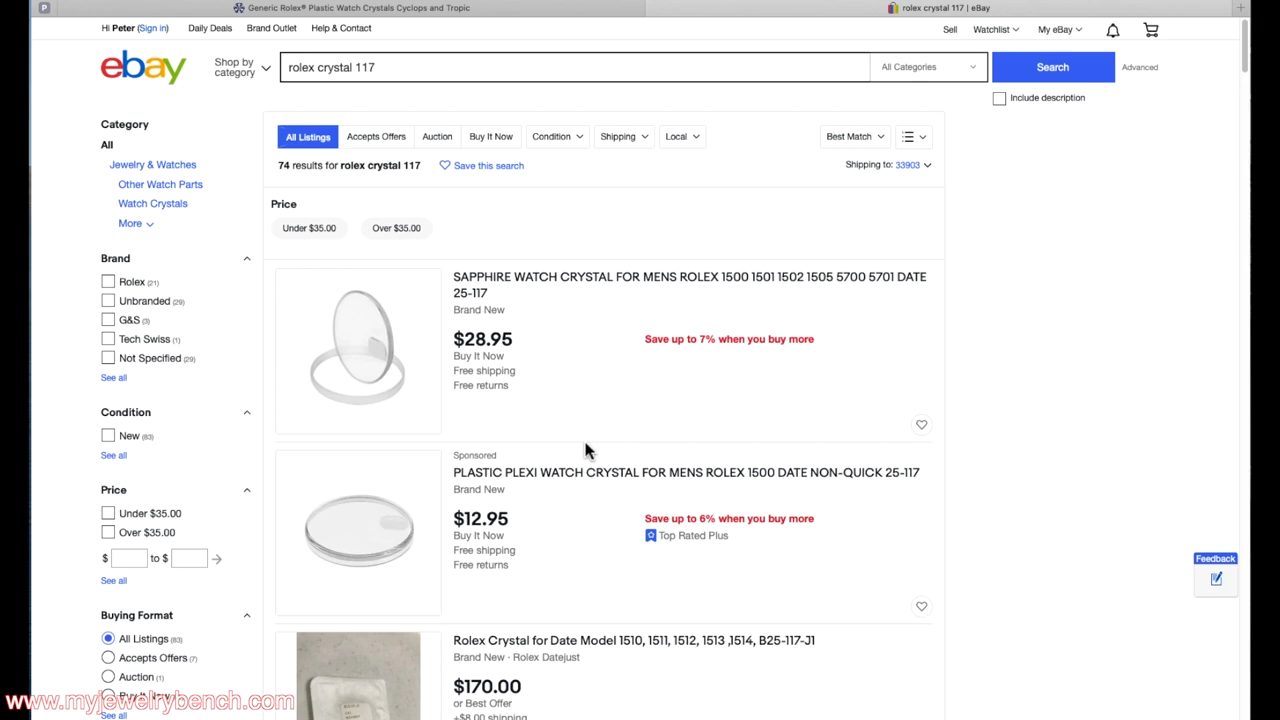 P
Generic Rolex® Plastic Watch Crystals Cyclops and Tropic
rolex crystal 117 | eBay
Hi Peter (Sign in)
Daily Deals
Brand Outlet
Help & Contact
Sell
Watchlist
My eBay
ebay
Shop by
category
rolex crystal 117
All Categories
Search
Advanced
Include description
Category
All
Jewelry & Watches
Other Watch Parts
Watch Crystals
More
Brand
Rolex (21)
Unbranded (29)
G&S (3)
Tech Swiss (1)
Not Specified (29)
See all
Condition
New (83)
See all
Price
Under $35.00
Over $35.00
$ to $
See all
Buying Format
All Listings (83)
Accepts Offers (7)
Auction (1)
See all
All Listings
Accepts Offers
Auction
Buy It Now
Condition
Shipping
Local
Best Match
74 results for rolex crystal 117
Save this search
Shipping to: 33903
Price
Under $35.00
Over $35.00
SAPPHIRE WATCH CRYSTAL FOR MENS ROLEX 1500 1501 1502 1505 5700 5701 DATE
25-117
Brand New
$28.95
Save up to 7% when you buy more
Buy It Now
Free shipping
Free returns
Sponsored
PLASTIC PLEXI WATCH CRYSTAL FOR MENS ROLEX 1500 DATE NON-QUICK 25-117
Brand New
$12.95
Save up to 6% when you buy more
Buy It Now
Top Rated Plus
Free shipping
Free returns
Rolex Crystal for Date Model 1510, 1511, 1512, 1513 ,1514, B25-117-J1
Brand New · Rolex Datejust
$170.00
or Best Offer
+$8.00 shipping
Feedback
www.myjewelrybench.com